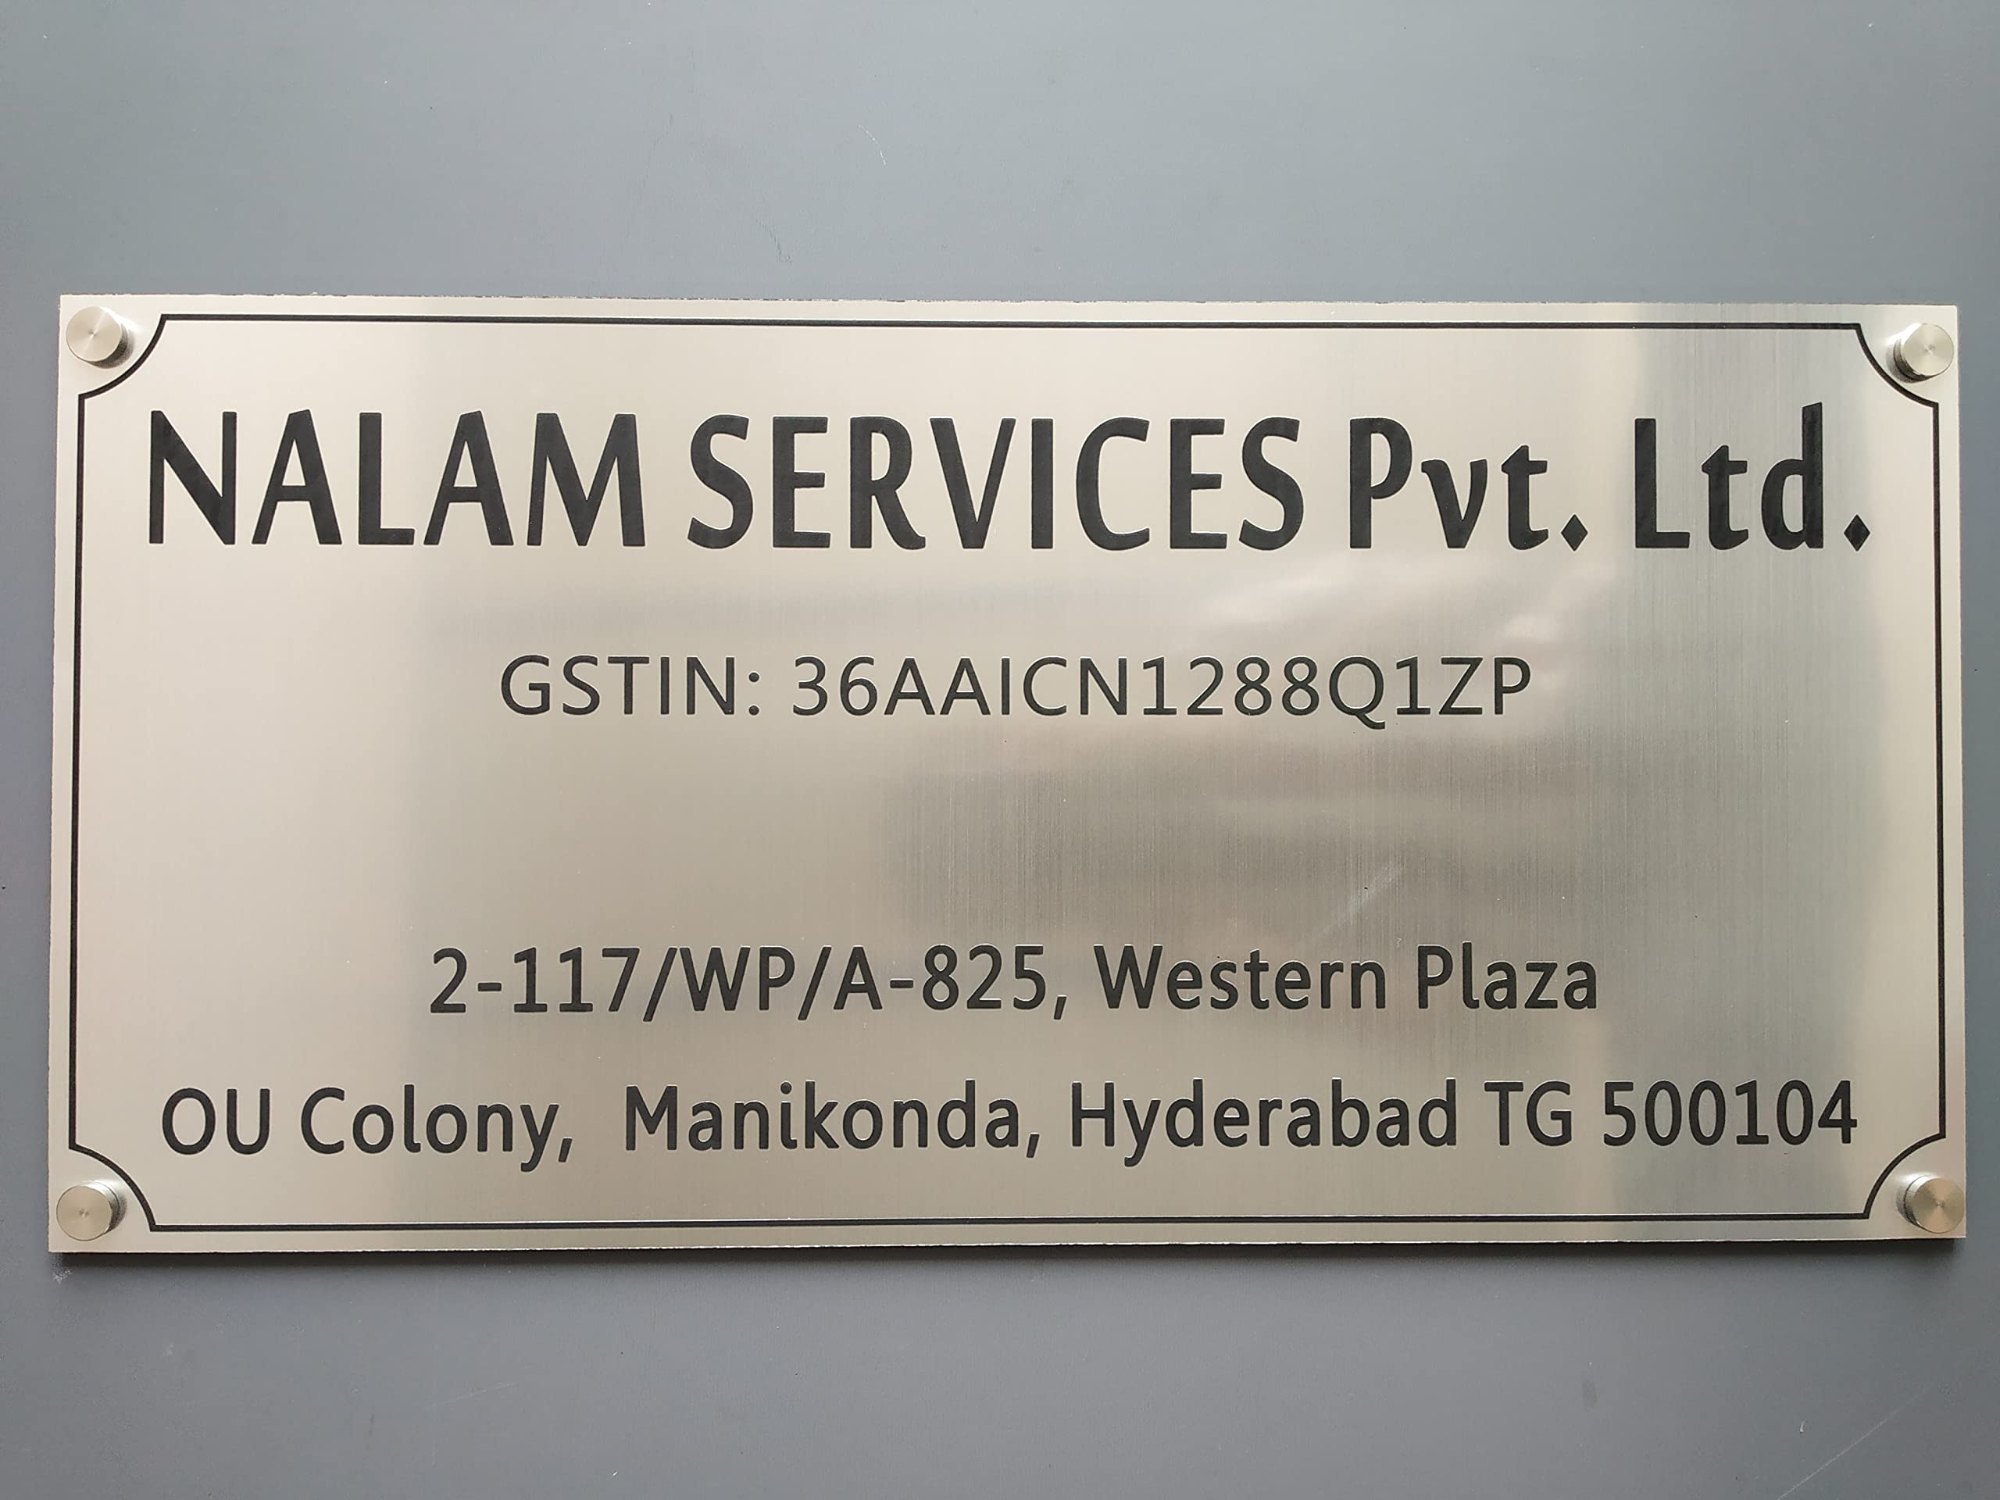 NALAM SERVICES Pvt. Ltd.
GSTIN: 36AAICN1288Q1ZP
2-117/WP/A-825, Western Plaza
OU Colony, Manikonda, Hyderabad TG 500104